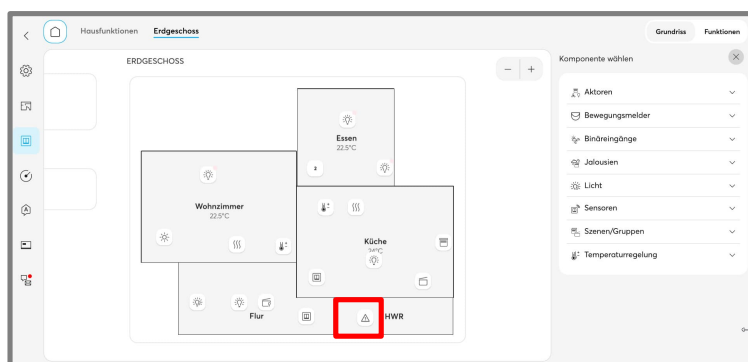 Hausfunktionen Erdgeschoss Grundriss Funktionen
ERDGESCHOSS
Komponente wählen
Aktoren
Bewegungsmelder
Binäreingänge
Jalousien
Licht
Sensoren
Szenen/Gruppen
Temperaturregelung
Essen
22.5°C
2
Wohnzimmer
22.5°C
Küche
24°C
Flur
HWR